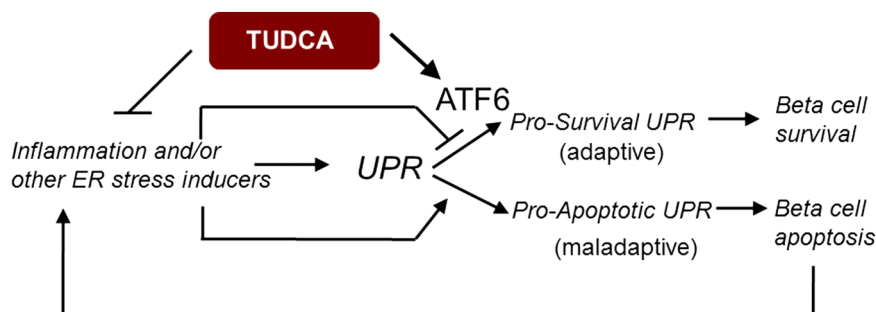 TUDCA
ATF6
Inflammation and/or
other ER stress inducers
UPR
Pro-Survival UPR
(adaptive)
Beta cell
survival
Pro-Apoptotic UPR
(maladaptive)
Beta cell
apoptosis